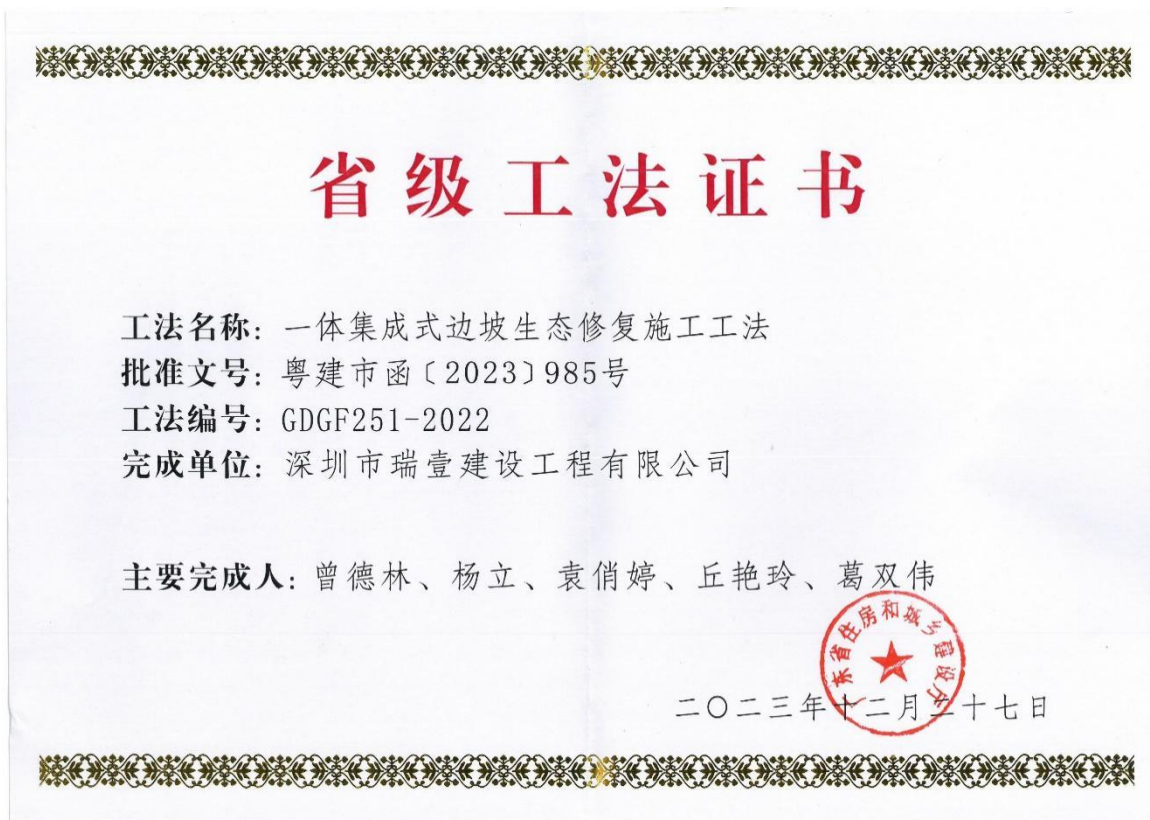 省级工法证书
工法名称：一体集成式边坡生态修复施工工法
批准文号：粤建市函〔2023〕985号
工法编号：GDGF251-2022
完成单位：深圳市瑞壹建设工程有限公司
主要完成人：曾德林、杨立、袁俏婷、丘艳玲、葛双伟
广东省住房和城乡建设厅
二〇二三年十二月二十七日